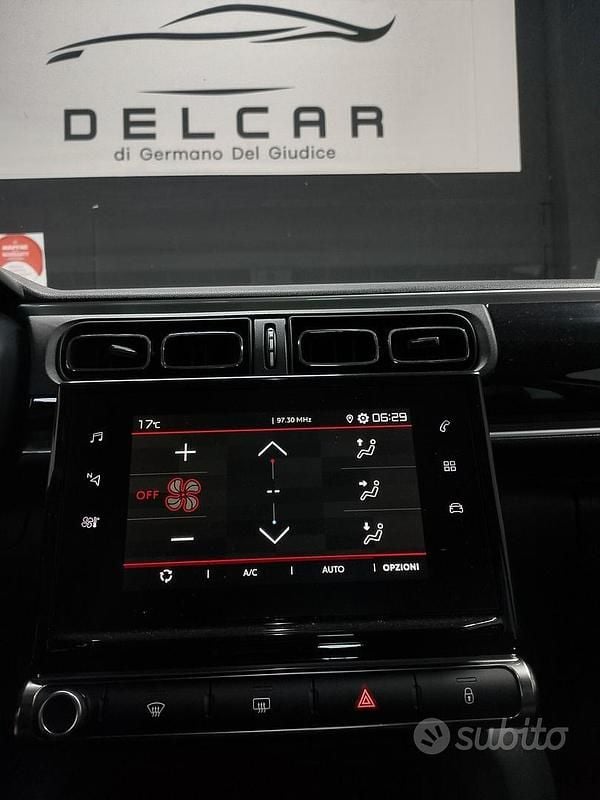 DELCAR
di Germano Del Giudice
17°C
97.30 MHz
06:29
N
OFF
--
A/C
AUTO
OPZIONI
subito